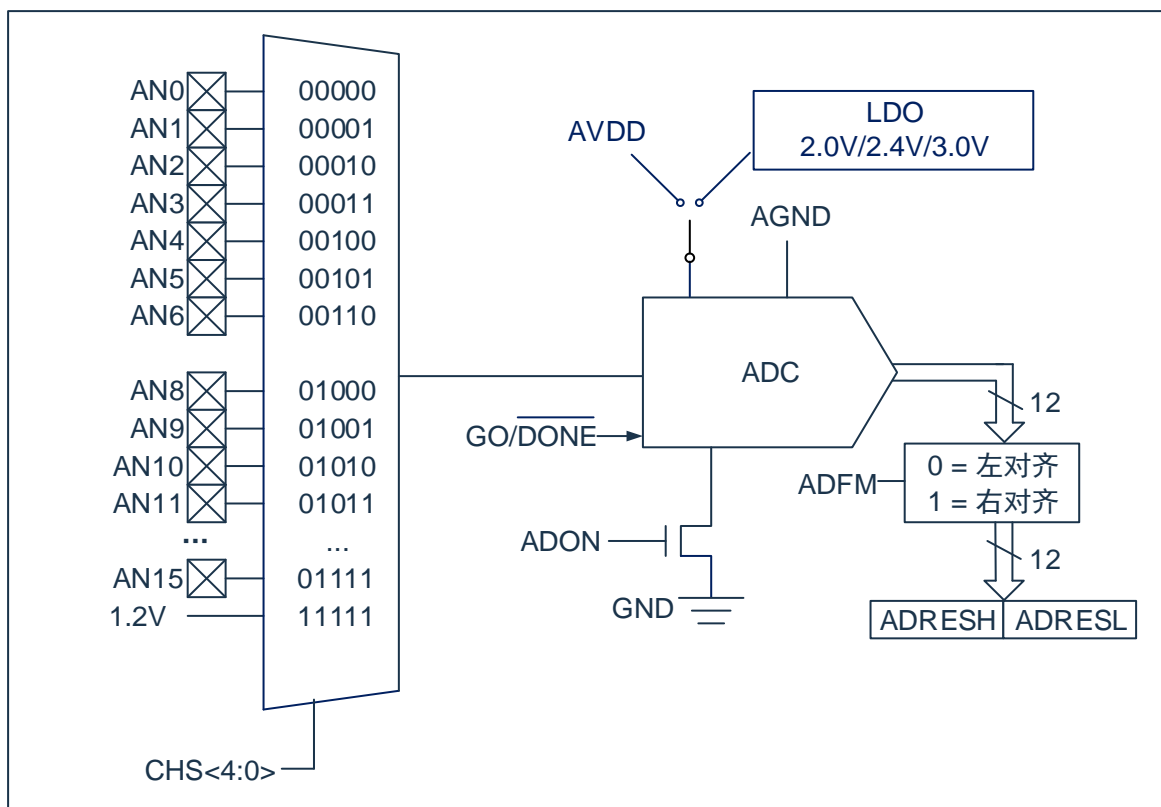 AN0 00000
AN1 00001
AN2 00010
AN3 00011
AN4 00100
AN5 00101
AN6 00110
AN8 01000
AN9 01001
AN10 01010
AN11 01011
... ...
AN15 01111
1.2V 11111
CHS<4:0>
AVDD
LDO
2.0V/2.4V/3.0V
AGND
ADC
GO/DONE
12
ADFM
0 = 左对齐
1 = 右对齐
ADON
12
GND
ADRESH ADRESL